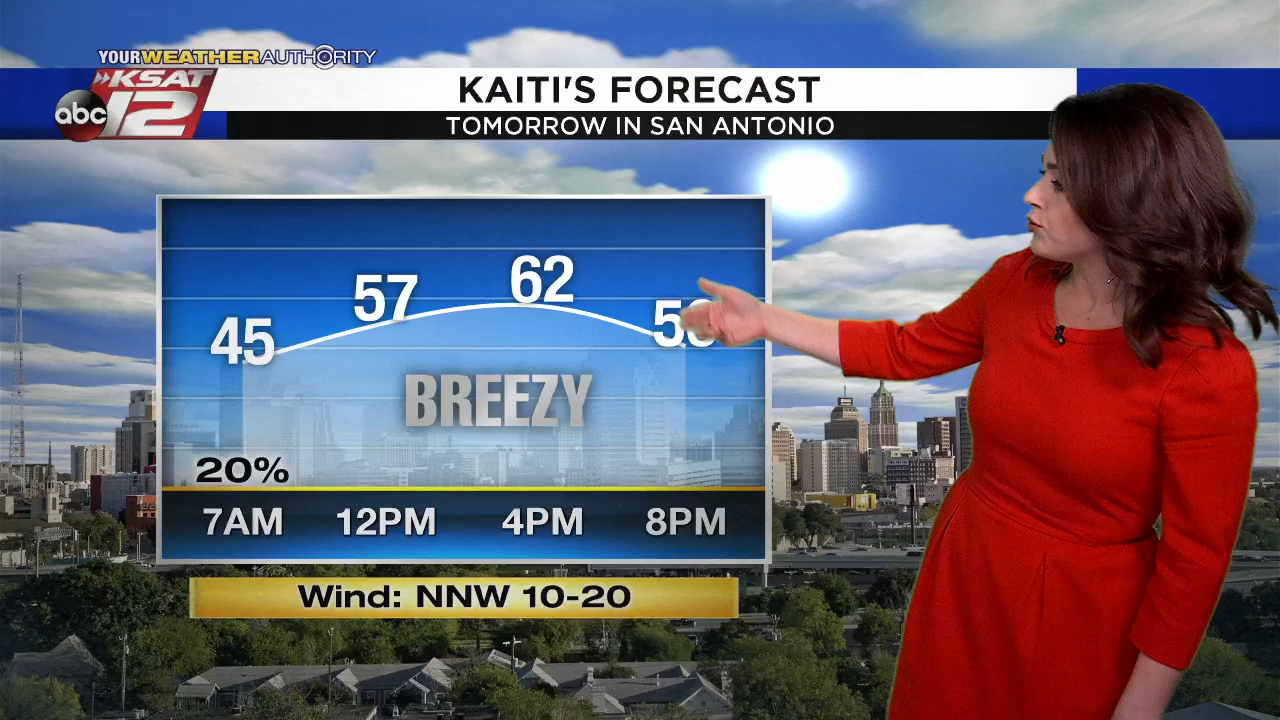 YOURWEATHERAUTHORITY
KSAT
abc 12
KAITI'S FORECAST
TOMORROW IN SAN ANTONIO
45 57 62
BREEZY
20%
7AM 12PM 4PM 8PM
Wind: NNW 10-20